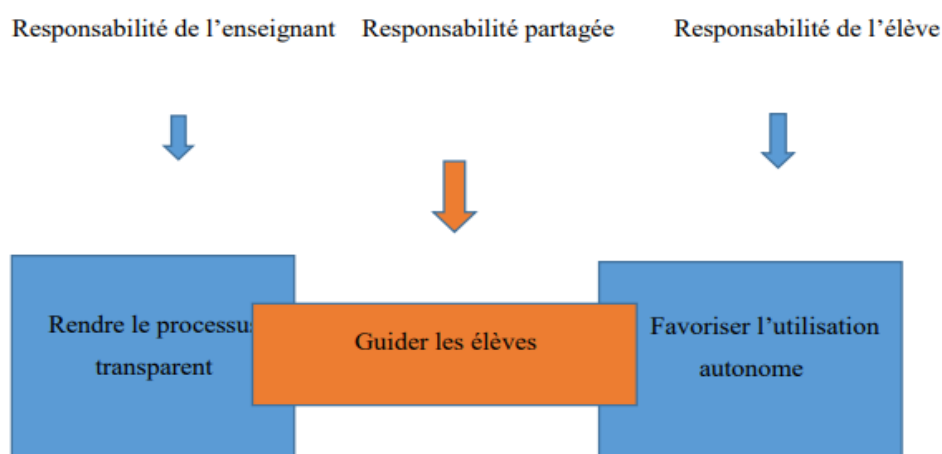 Responsabilité de l’enseignant
Responsabilité partagée
Responsabilité de l’élève
Rendre le processus
transparent
Guider les élèves
Favoriser l’utilisation
autonome